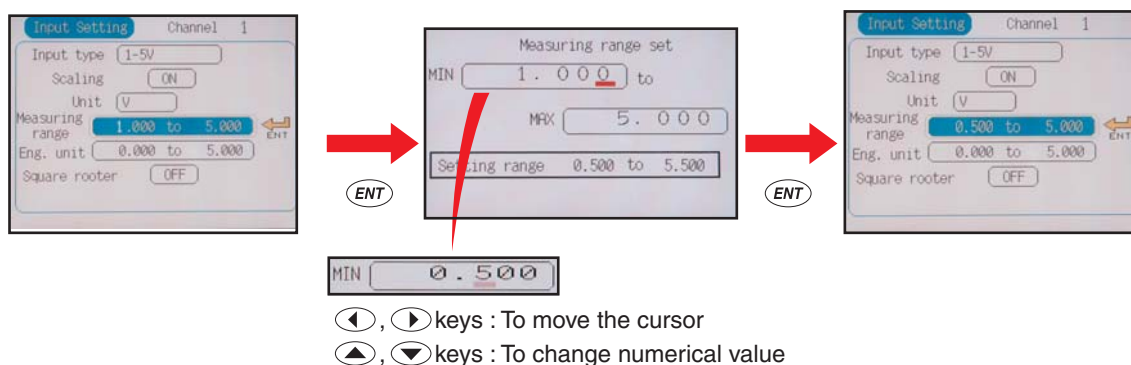 Input Setting Channel 1
Input type 1-5V
Scaling ON
Unit V
Measuring range 1.000 to 5.000 ENT
Eng. unit 0.000 to 5.000
Square rooter OFF
ENT
Measuring range set
MIN 1.000 to
MAX 5.000
Setting range 0.500 to 5.500
MIN 0.500
keys : To move the cursor
keys : To change numerical value
ENT
Input Setting Channel 1
Input type 1-5V
Scaling ON
Unit V
Measuring range 0.500 to 5.000 ENT
Eng. unit 0.000 to 5.000
Square rooter OFF